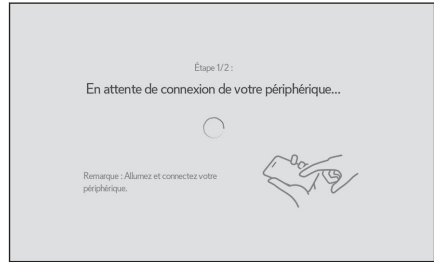 Étape 1/2 :
En attente de connexion de votre périphérique...
Remarque : Allumez et connectez votre
périphérique.